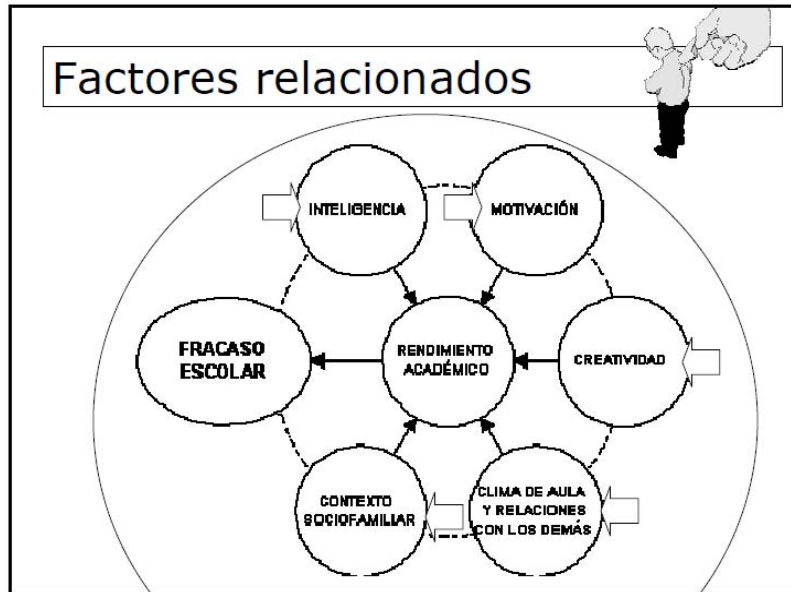 Factores relacionados
INTELIGENCIA
MOTIVACIÓN
FRACASO
ESCOLAR
RENDIMIENTO
ACADÉMICO
CREATIVIDAD
CONTEXTO
SOCIOFAMILIAR
CLIMA DE AULA
Y RELACIONES
CON LOS DEMÁS